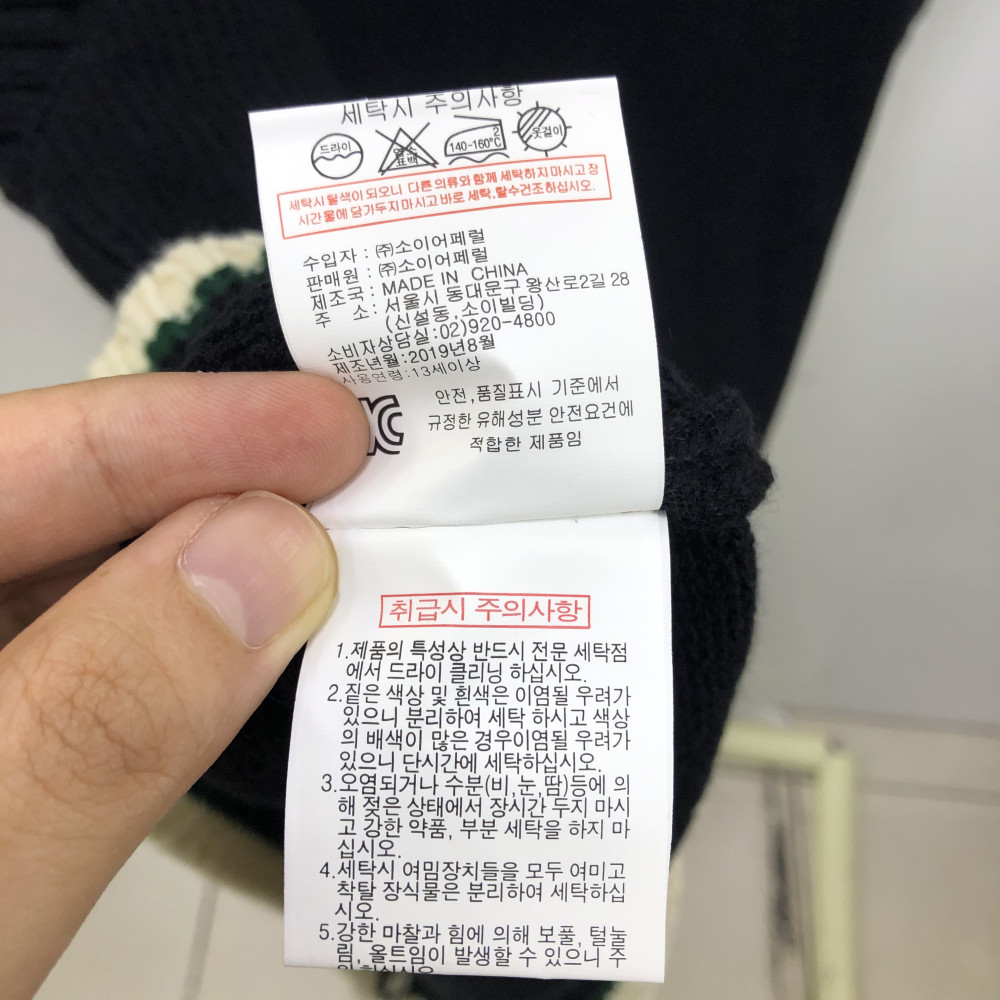 세탁시 주의사항
드라이 염소 표백 2 140-160°C 옷걸이
세탁시 탈색이 되오니 다른 의류와 함께 세탁하지 마시고 장
시간 물에 담가두지 마시고 바로 세탁.탈수건조하십시오.
수입자 : ㈜소이어페럴
판매원 : ㈜소이어페럴
제조국 : MADE IN CHINA
주 소 : 서울시 동대문구 왕산로2길 28
(신설동,소이빌딩)
소비자상담실:02)920-4800
제조년월:2019년8월
사용연령:13세이상
안전,품질표시 기준에서
규정한 유해성분 안전요건에
적합한 제품임
취급시 주의사항
1.제품의 특성상 반드시 전문 세탁점
에서 드라이 클리닝 하십시오.
2.짙은 색상 및 흰색은 이염될 우려가
있으니 분리하여 세탁 하시고 색상
의 배색이 많은 경우이염될 우려가
있으니 단시간에 세탁하십시오.
3.오염되거나 수분(비,눈,땀)등에 의
해 젖은 상태에서 장시간 두지 마시
고 강한 약품, 부분 세탁을 하지 마
십시오.
4.세탁시 여밈장치들을 모두 여미고
착탈 장식물은 분리하여 세탁하십
시오.
5.강한 마찰과 힘에 의해 보풀, 털눌
림, 올트임이 발생할 수 있으니 주
의 하십시오